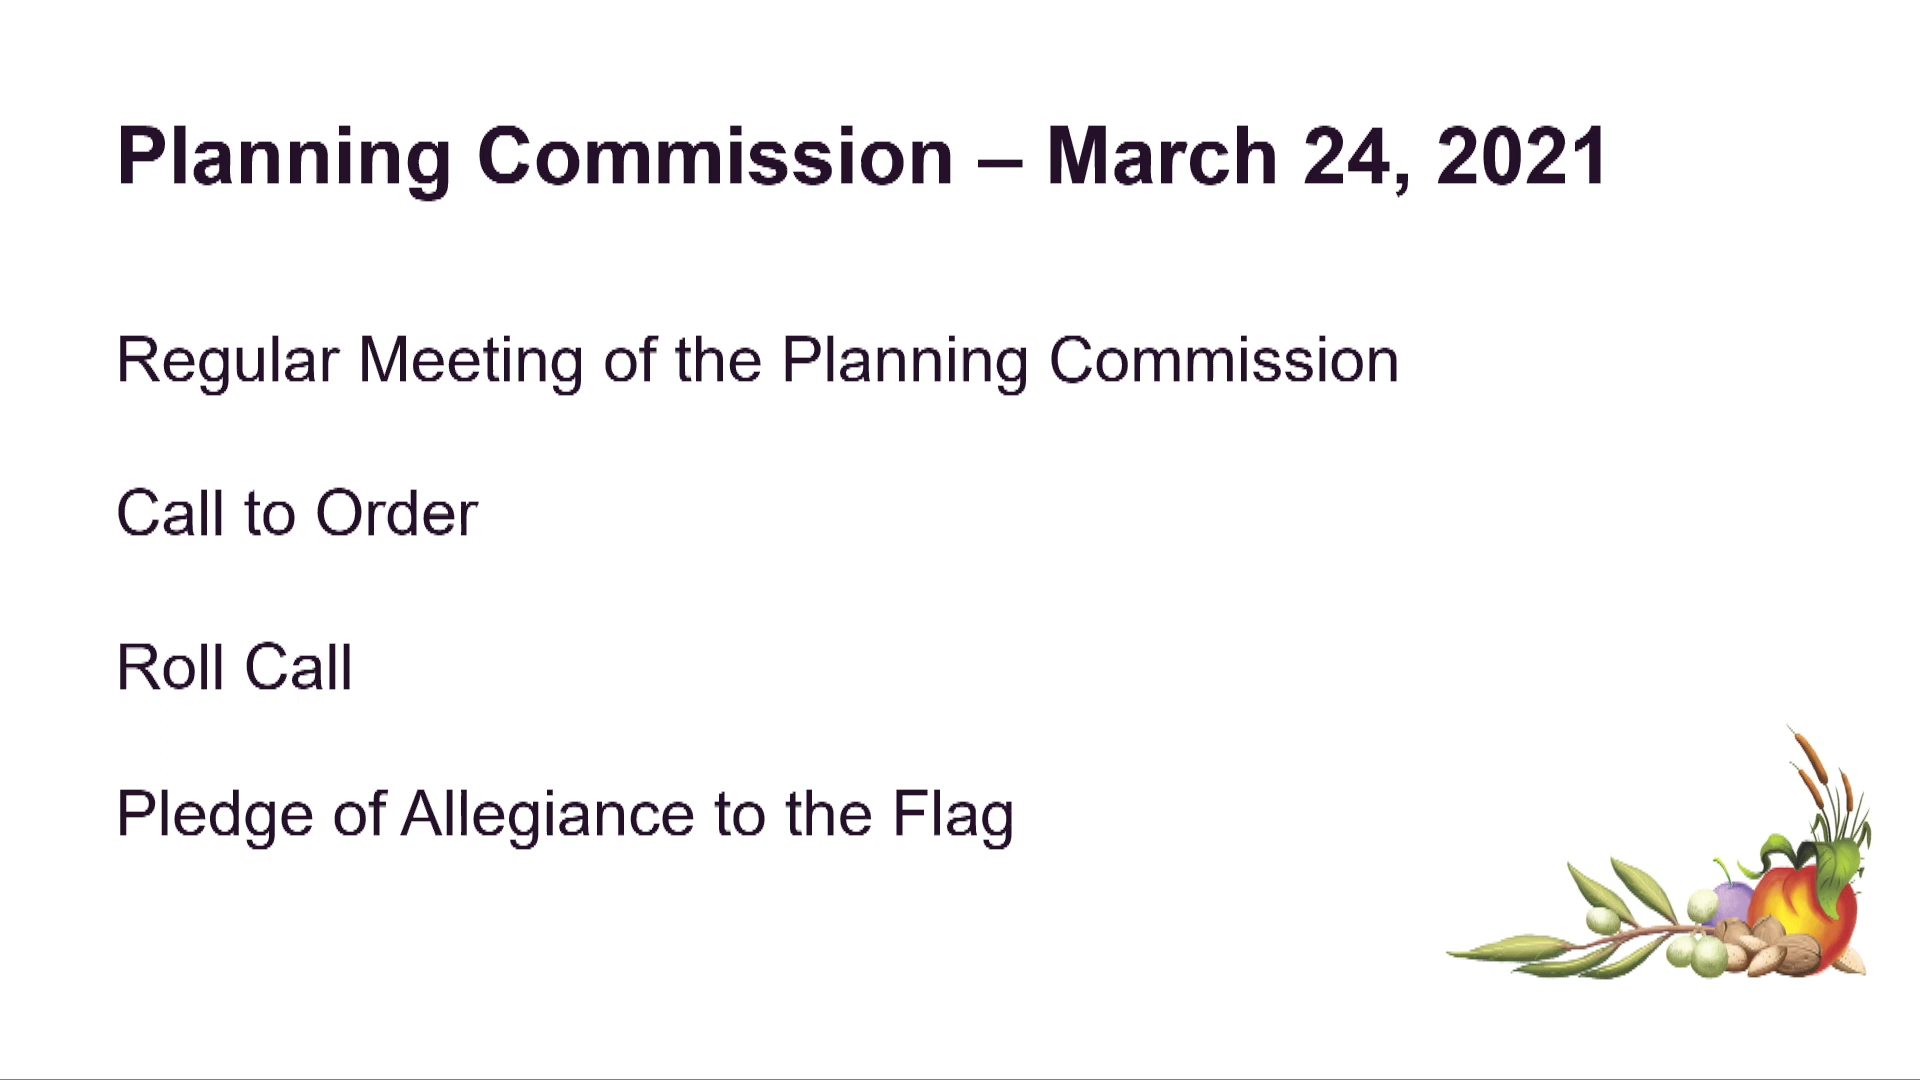 Planning Commission – March 24, 2021
Regular Meeting of the Planning Commission
Call to Order
Roll Call
Pledge of Allegiance to the Flag